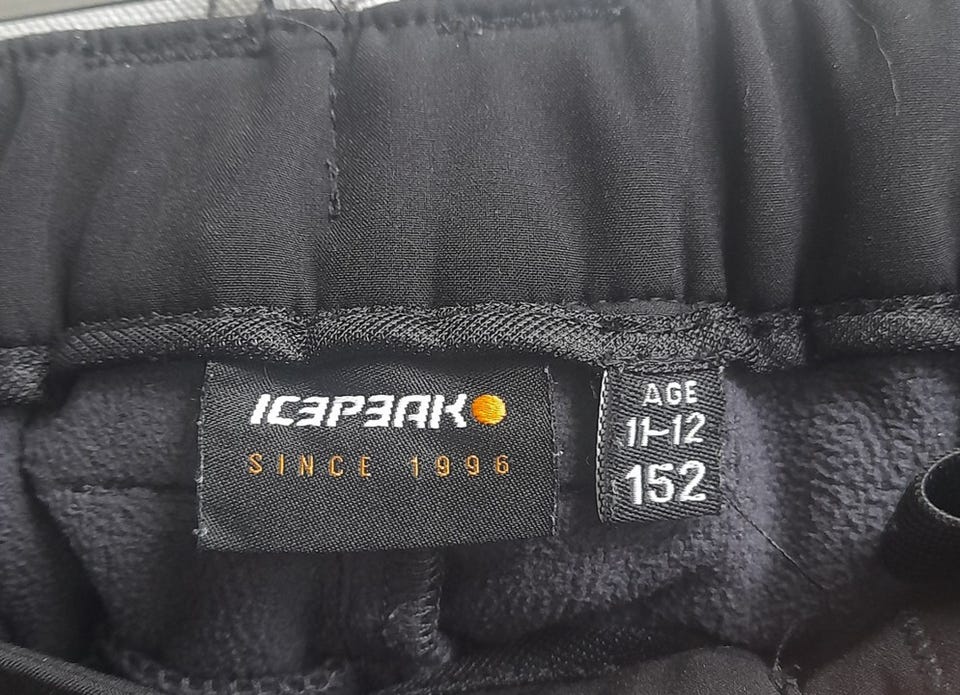 ICEPEAK
SINCE 1996
AGE
11-12
152